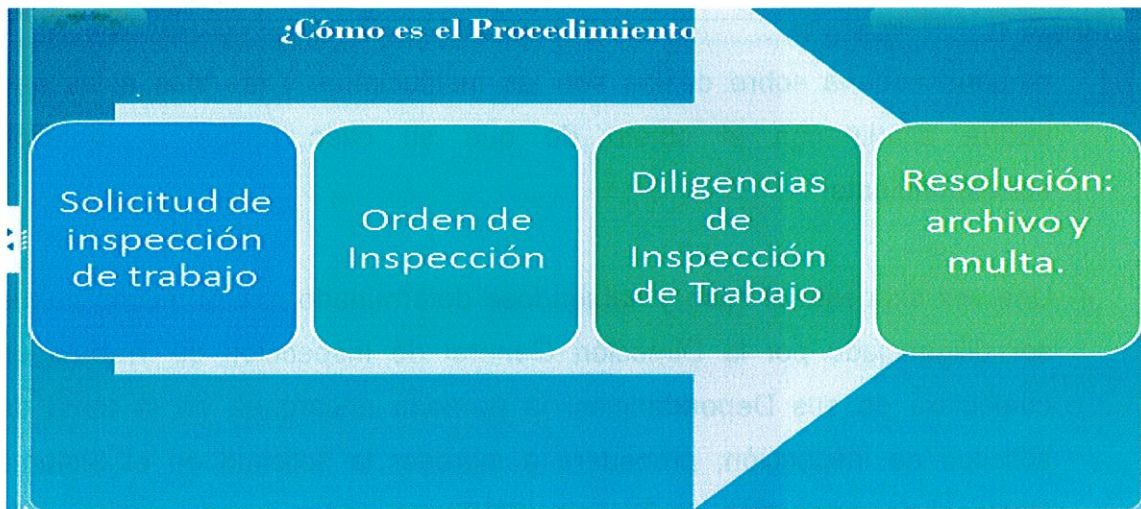 ¿Cómo es el Procedimiento
Solicitud de
inspección
de trabajo
Orden de
Inspección
Diligencias
de
Inspección
de Trabajo
Resolución:
archivo y
multa.